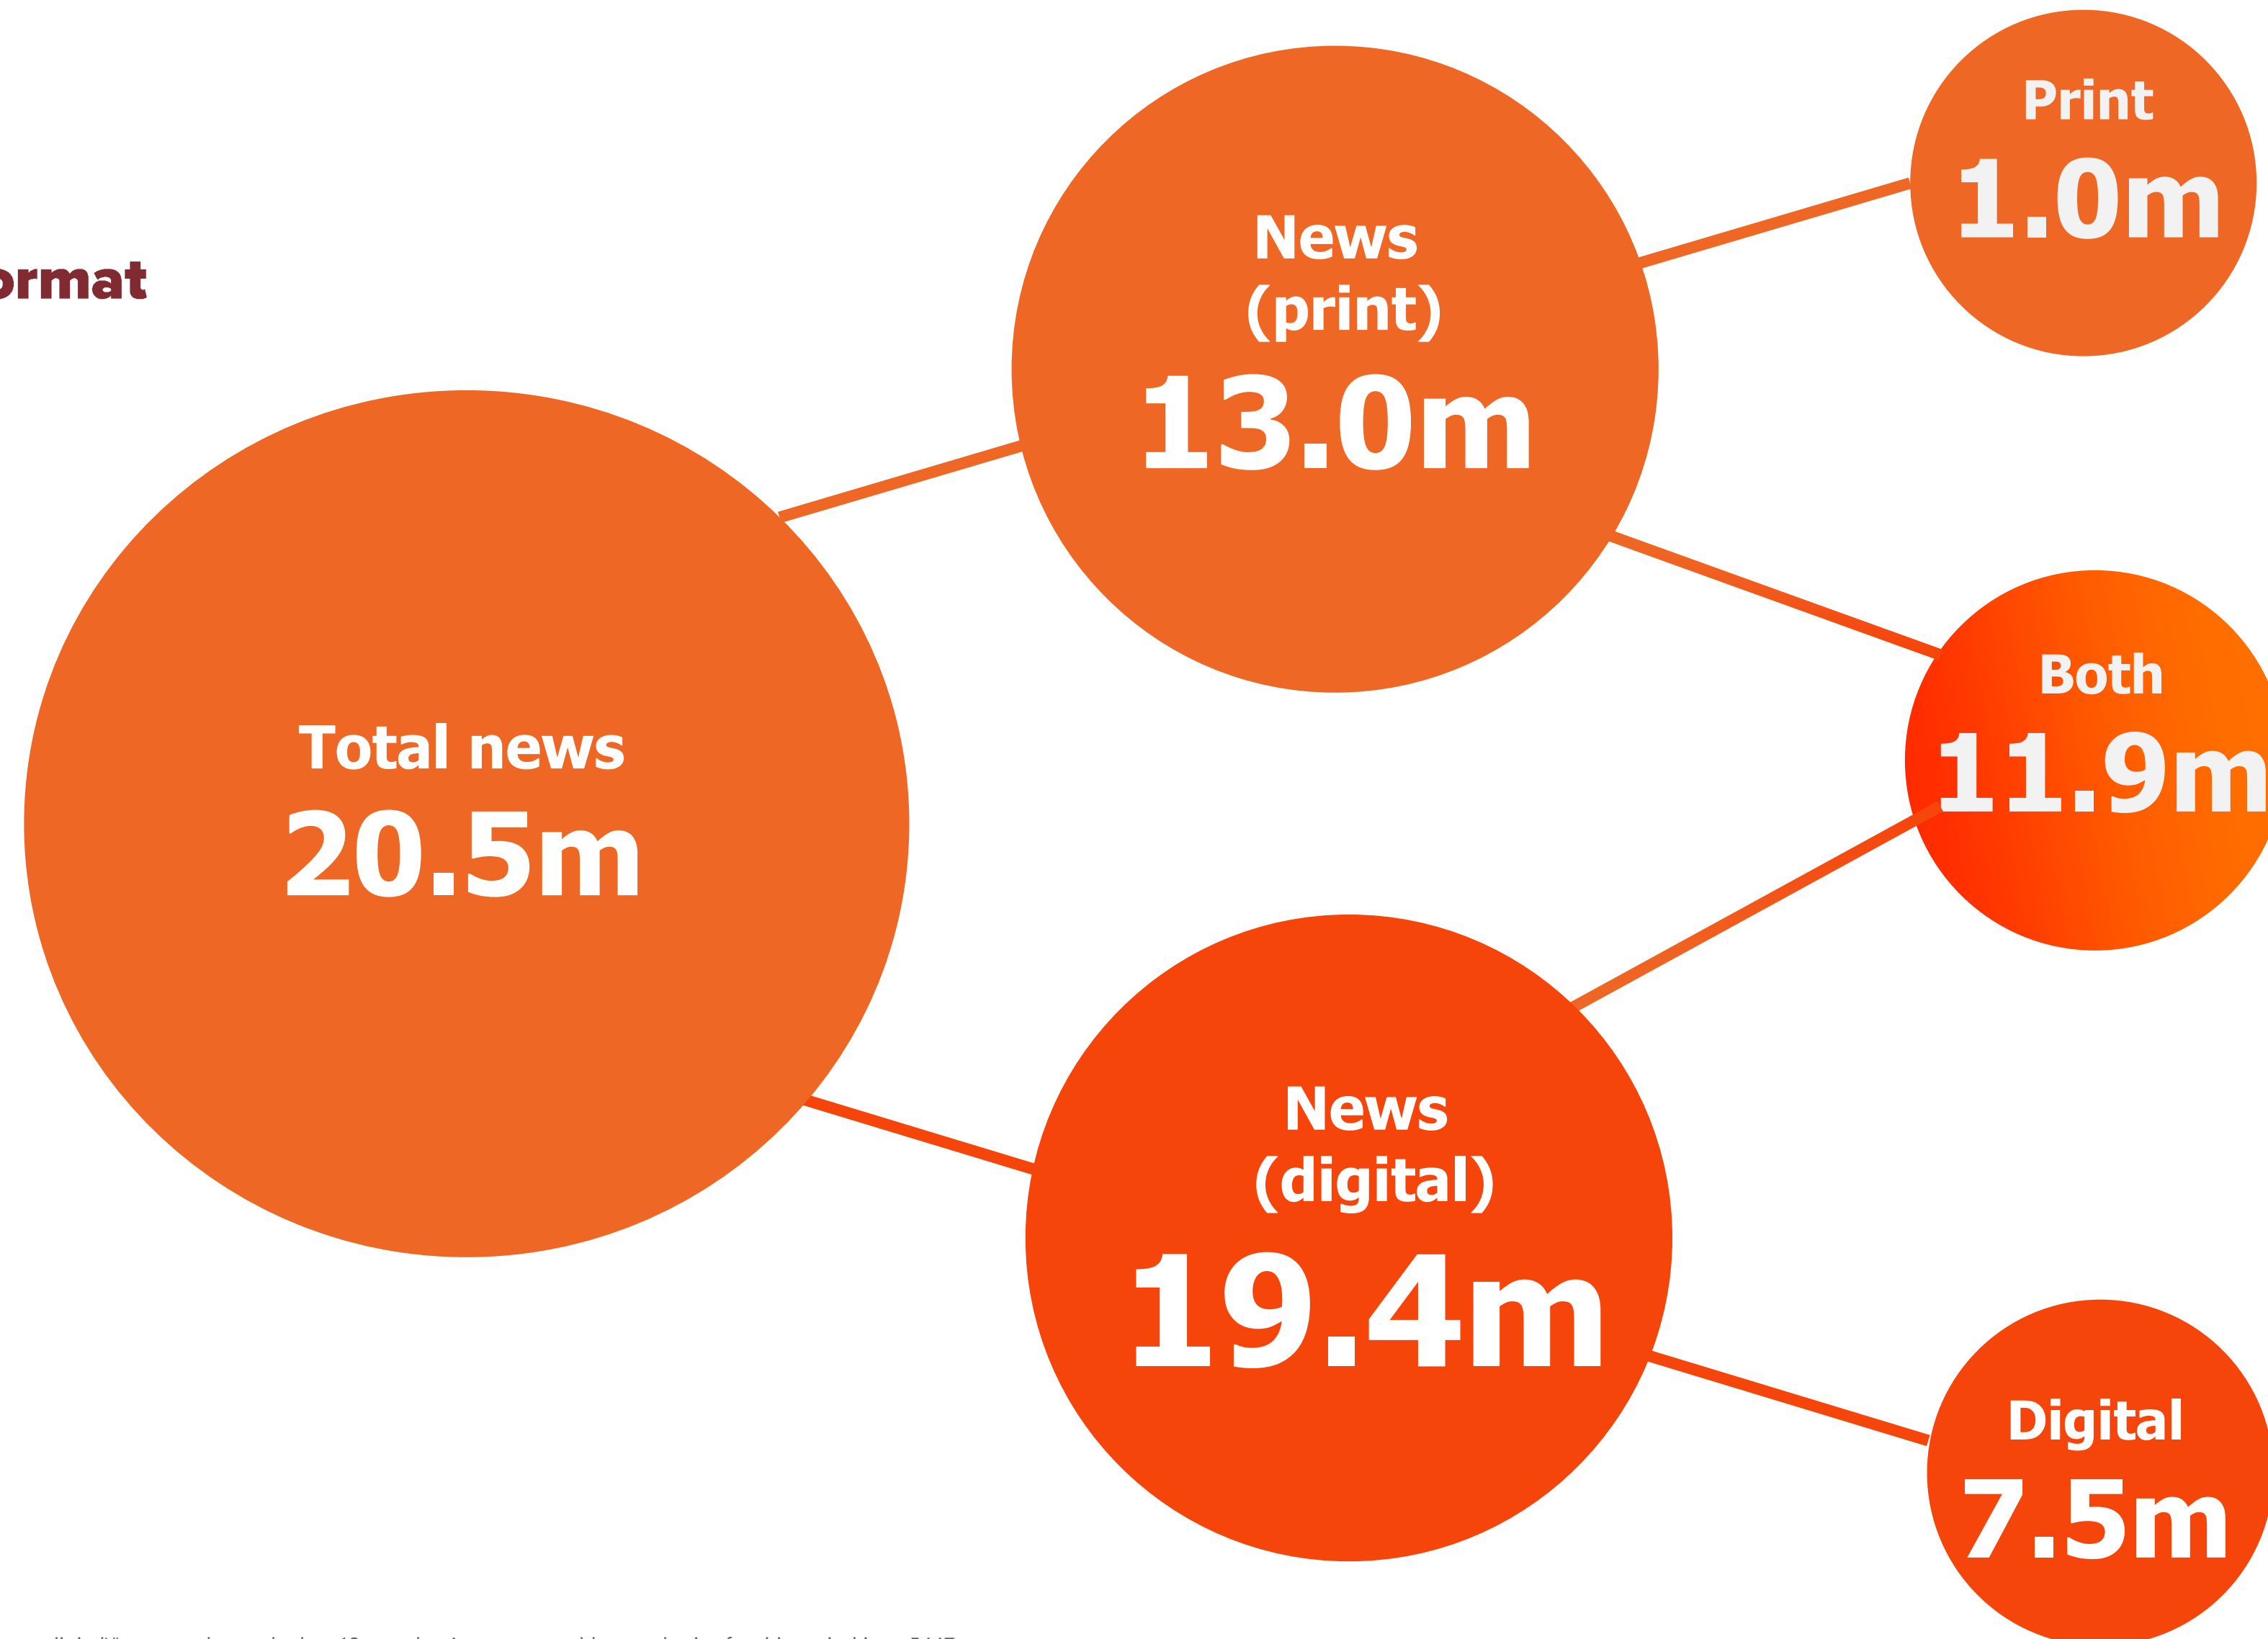 ormat
Total news
20.5m
News
(print)
13.0m
News
(digital)
19.4m
Print
1.0m
Both
11.9m
Digital
7.5m